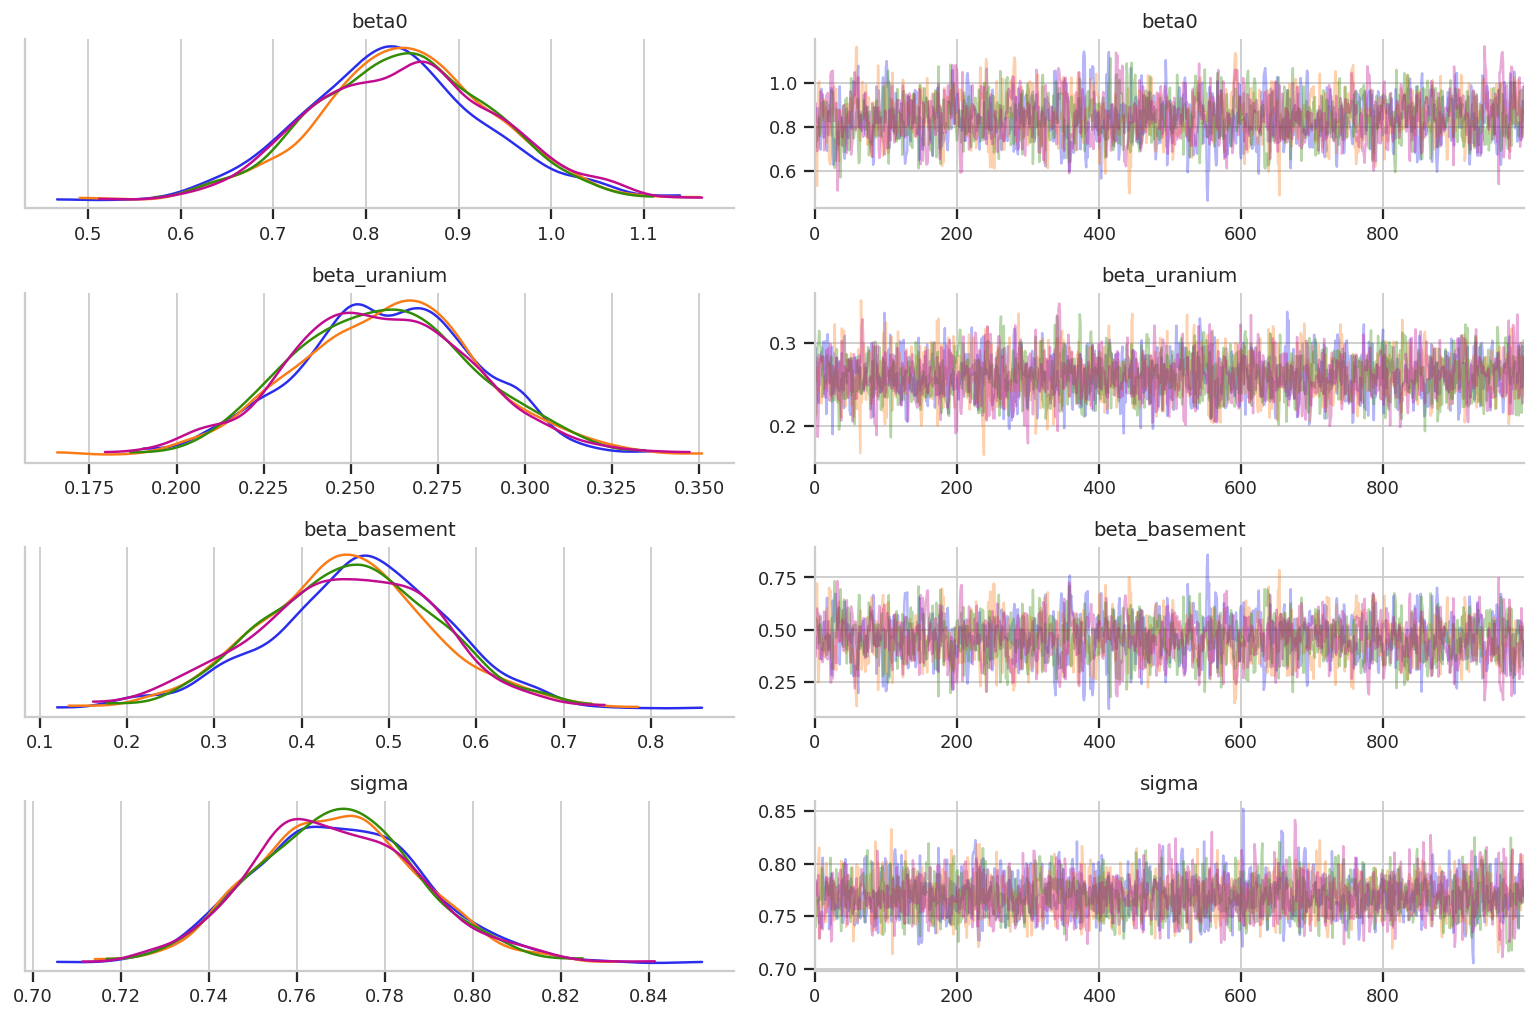 beta0 beta0
1.0
0.8
0.6
0.5 0.6 0.7 0.8 0.9 1.0 1.1 0 200 400 600 800
beta_uranium beta_uranium
0.3
0.2
0.175 0.200 0.225 0.250 0.275 0.300 0.325 0.350 0 200 400 600 800
beta_basement beta_basement
0.75
0.50
0.25
0.1 0.2 0.3 0.4 0.5 0.6 0.7 0.8 0 200 400 600 800
sigma sigma
0.85
0.80
0.75
0.70
0.70 0.72 0.74 0.76 0.78 0.80 0.82 0.84 0 200 400 600 800